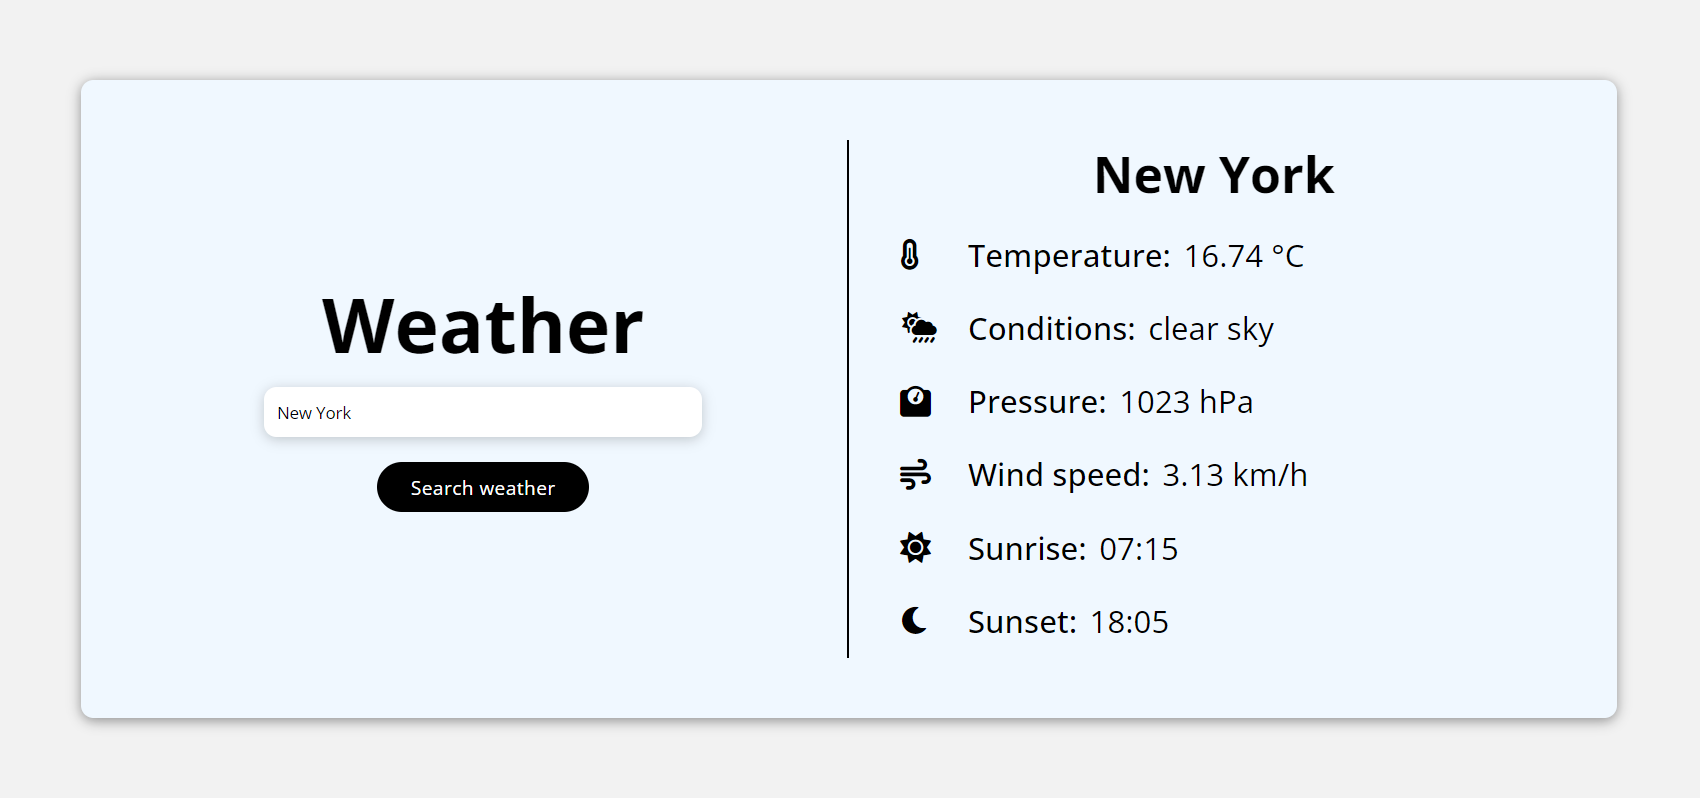 Weather
New York
Search weather
New York
Temperature: 16.74 °C
Conditions: clear sky
Pressure: 1023 hPa
Wind speed: 3.13 km/h
Sunrise: 07:15
Sunset: 18:05